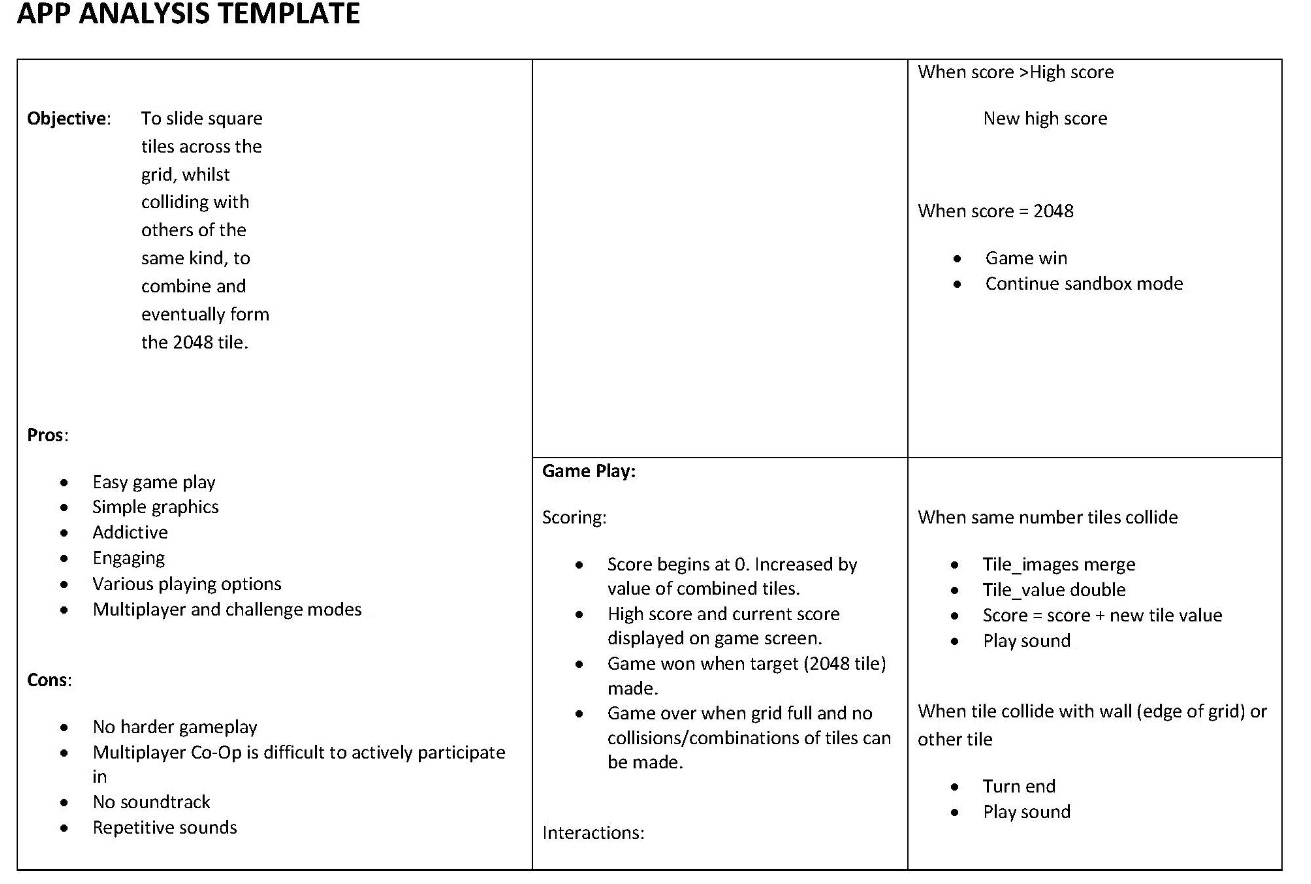 APP ANALYSIS TEMPLATE
Objective: To slide square
tiles across the
grid, whilst
colliding with
others of the
same kind, to
combine and
eventually form
the 2048 tile.
Pros:
• Easy game play
• Simple graphics
• Addictive
• Engaging
• Various playing options
• Multiplayer and challenge modes
Cons:
• No harder gameplay
• Multiplayer Co-Op is difficult to actively participate
in
• No soundtrack
• Repetitive sounds
Game Play:
Scoring:
• Score begins at 0. Increased by
value of combined tiles.
• High score and current score
displayed on game screen.
• Game won when target (2048 tile)
made.
• Game over when grid full and no
collisions/combinations of tiles can
be made.
Interactions:
When score >High score
New high score
When score = 2048
• Game win
• Continue sandbox mode
When same number tiles collide
• Tile_images merge
• Tile_value double
• Score = score + new tile value
• Play sound
When tile collide with wall (edge of grid) or
other tile
• Turn end
• Play sound